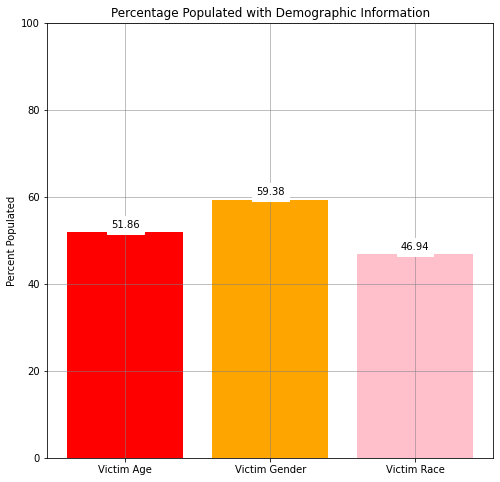 Percentage Populated with Demographic Information
Percent Populated
100
80
60
40
20
0
51.86
59.38
46.94
Victim Age
Victim Gender
Victim Race